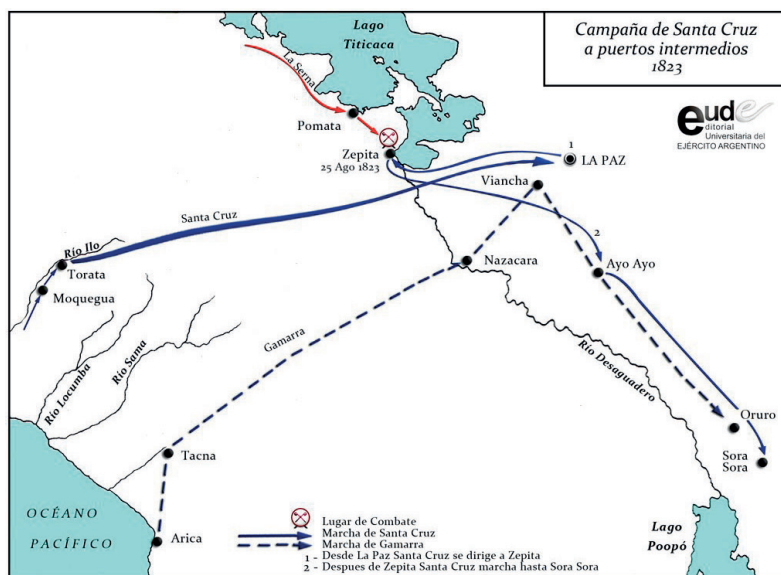 Campaña de Santa Cruz
a puertos intermedios
1823
eude
ditorial
Universitaria del
EJÉRCITO ARGENTINO
Lago
Titicaca
La Serna
Pomata
Zepita
25 Ago 1823
1
LA PAZ
Viancha
Santa Cruz
2
Río Ilo
Torata
Nazacara
Ayo Ayo
Moquegua
Gamarra
Río Sama
Río Locumba
Río Desaguadero
Oruro
Tacna
Sora
Sora
OCÉANO
PACÍFICO
Arica
Lago
Poopó
Lugar de Combate
Marcha de Santa Cruz
Marcha de Gamarra
1 - Desde La Paz Santa Cruz se dirige a Zepita
2 - Despues de Zepita Santa Cruz marcha hasta Sora Sora